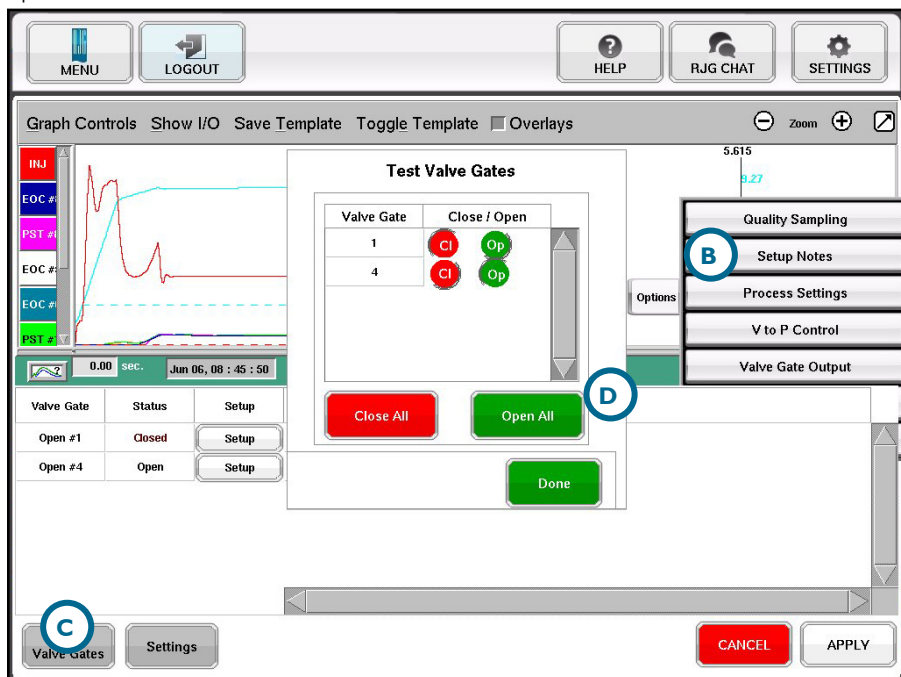 MENU
LOGOUT
HELP
RJG CHAT
SETTINGS
Graph Controls Show I/O Save Template Toggle Template Overlays
Zoom
INJ
EOC #
PST #
EOC #
EOC #
PST #
5.615
9.27
Test Valve Gates
Valve Gate Close / Open
1 Cl Op
4 Cl Op
Close All
Open All
D
Done
Options
Quality Sampling
B
Setup Notes
Process Settings
V to P Control
Valve Gate Output
? 0.00 sec. Jun 06, 08 : 45 : 50
Valve Gate Status Setup
Open #1 Closed Setup
Open #4 Open Setup
C
Valve Gates
Settings
CANCEL
APPLY